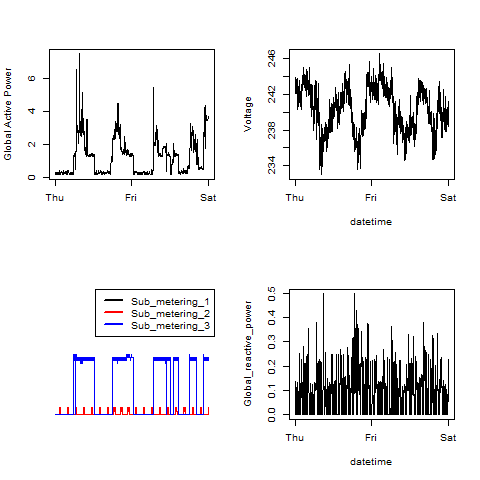 Global Active Power
6
4
2
0
Thu
Fri
Sat
Voltage
246
242
238
234
Thu
Fri
Sat
datetime
Sub_metering_1
Sub_metering_2
Sub_metering_3
Global_reactive_power
0.5
0.4
0.3
0.2
0.1
0.0
Thu
Fri
Sat
datetime